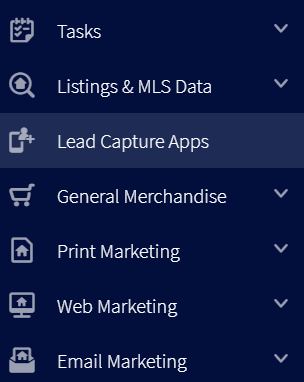 Tasks
Listings & MLS Data
Lead Capture Apps
General Merchandise
Print Marketing
Web Marketing
Email Marketing